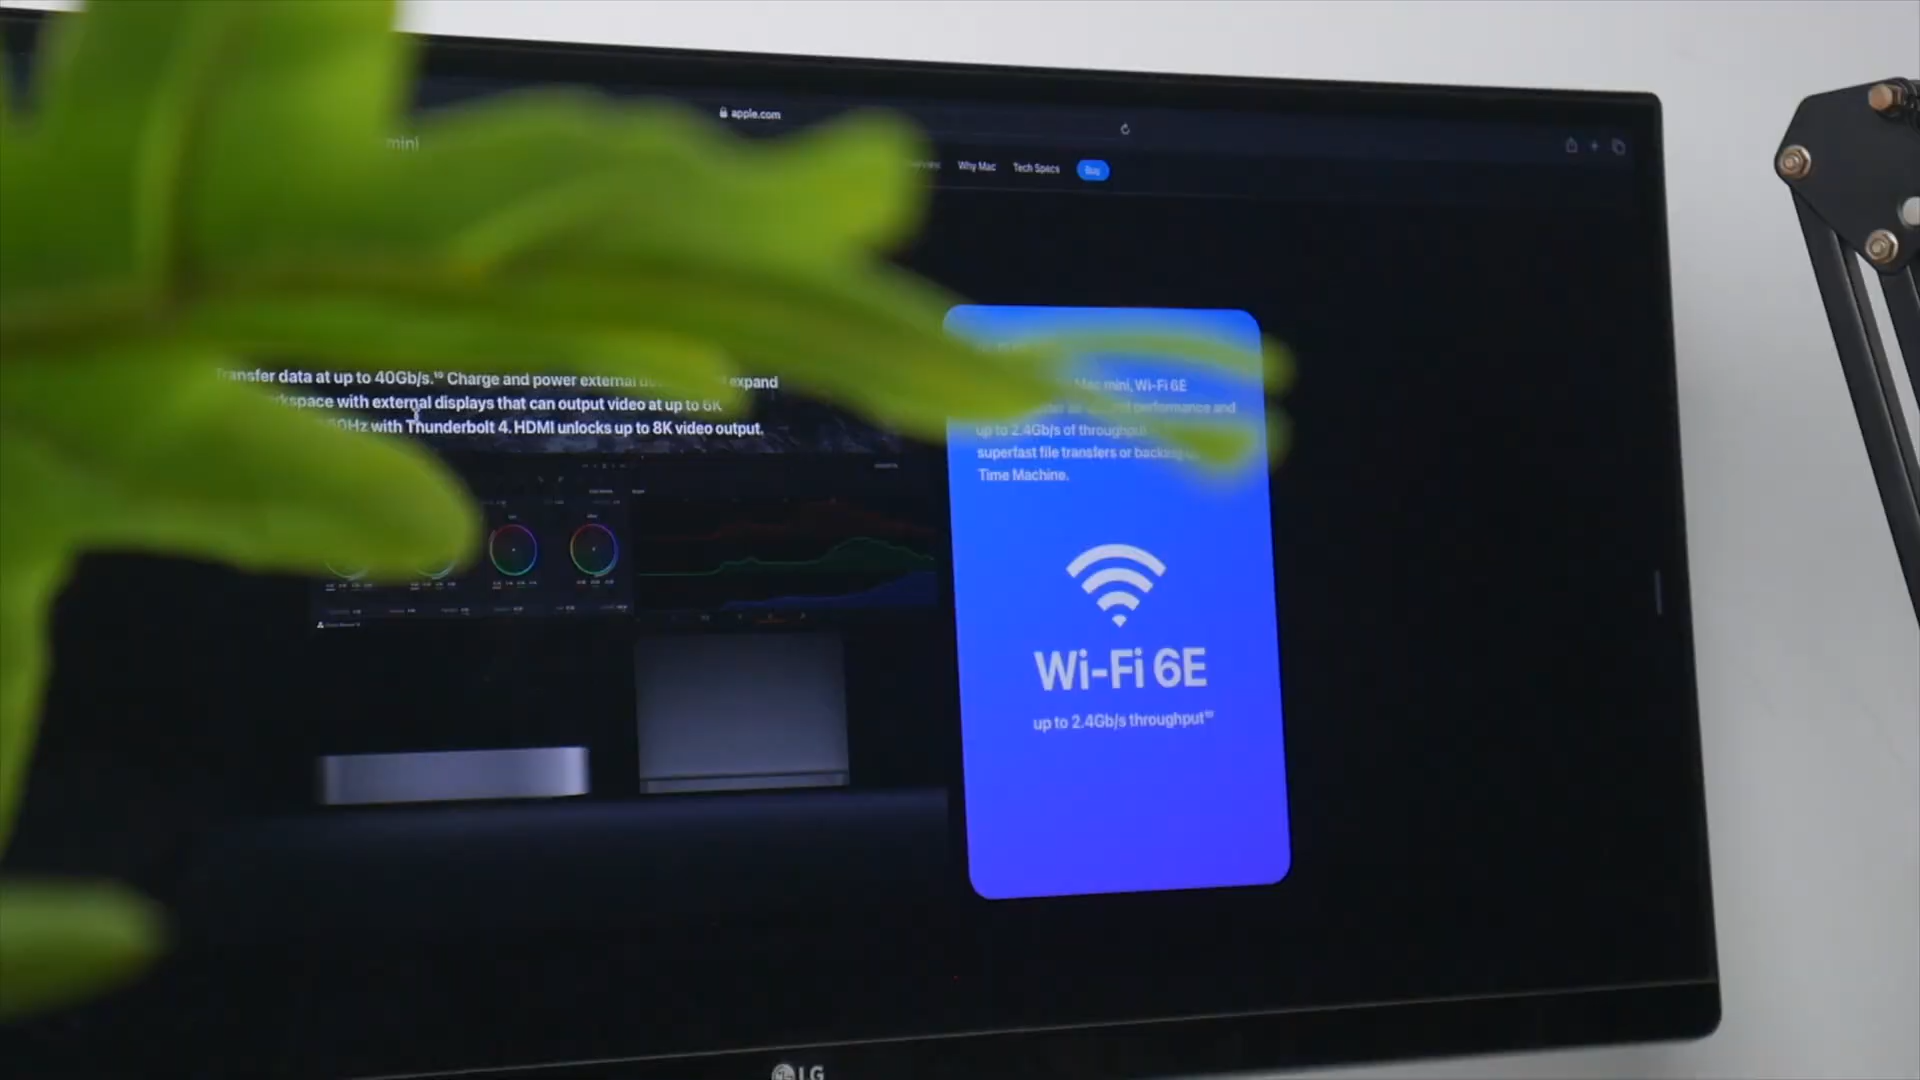 apple.com
mini
Why Mac
Tech Specs
Buy
Transfer data at up to 40Gb/s.¹⁰ Charge and power external expand
with external displays that can output video at up to 6K
with Thunderbolt 4. HDMI unlocks up to 8K video output.
Mac mini, Wi-Fi 6E
performance and
up to 2.4Gb/s of throughput
superfast file transfers or backing
Time Machine.
Wi-Fi 6E
up to 2.4Gb/s throughput
LG